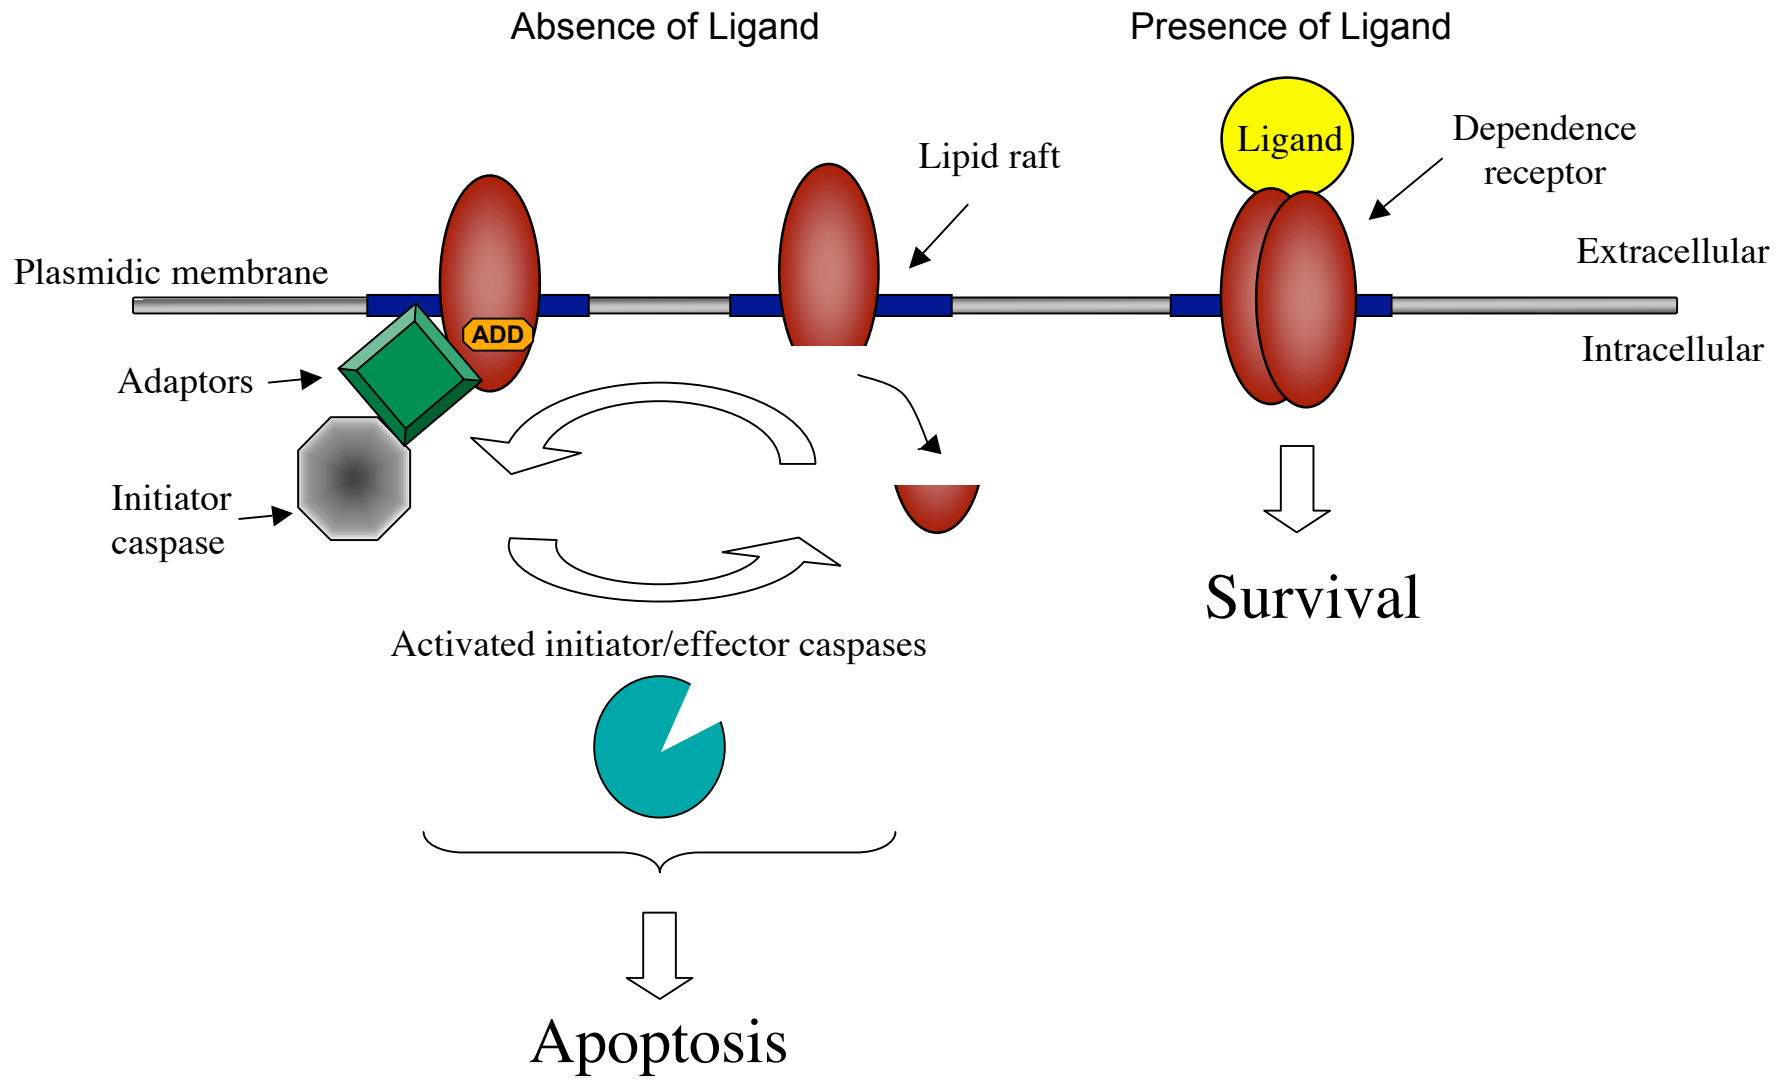 Absence of Ligand
Presence of Ligand
Ligand
Dependence
receptor
Lipid raft
Extracellular
Plasmidic membrane
ADD
Intracellular
Adaptors
Initiator
caspase
Survival
Activated initiator/effector caspases
Apoptosis